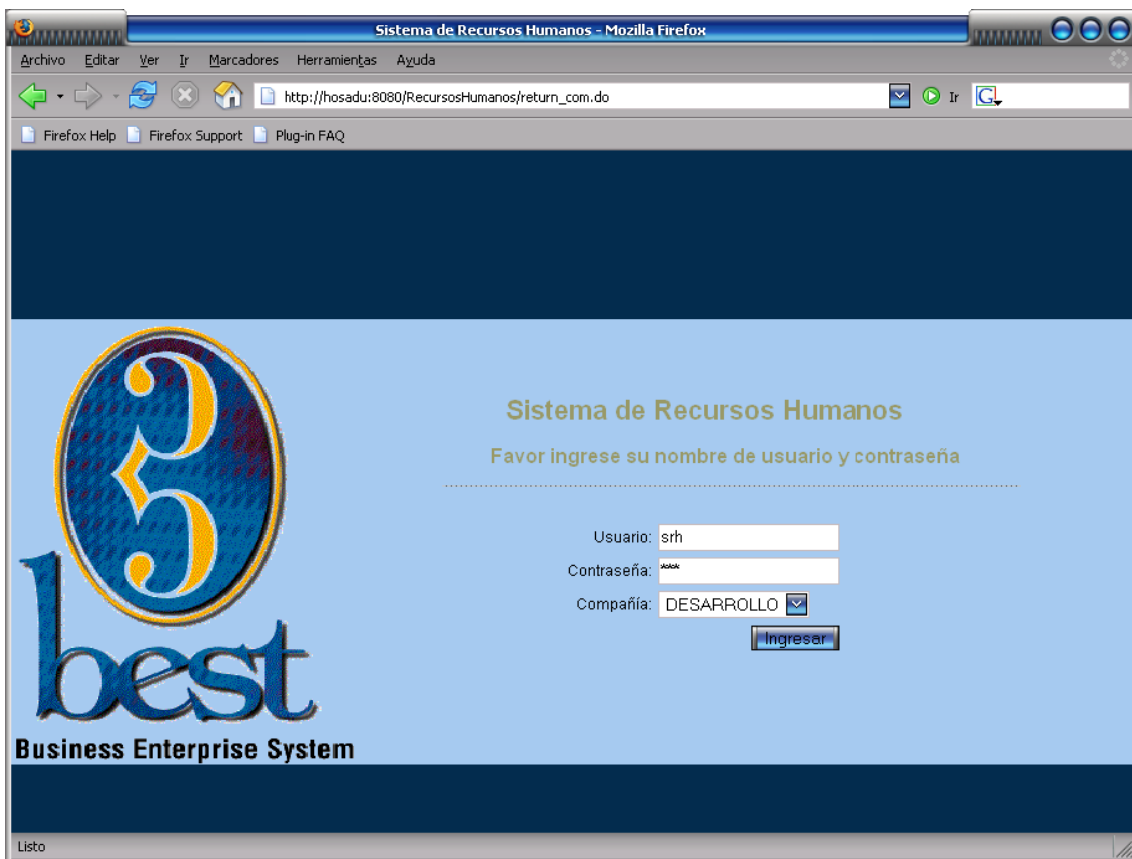 Sistema de Recursos Humanos - Mozilla Firefox
Archivo Editar Ver Ir Marcadores Herramientas Ayuda
http://hosadu:8080/RecursosHumanos/return_com.do Ir G
Firefox Help Firefox Support Plug-in FAQ
3
best
Business Enterprise System
Sistema de Recursos Humanos
Favor ingrese su nombre de usuario y contraseña
Usuario: srh
Contraseña: ****
Compañía: DESARROLLO
Ingresar
Listo